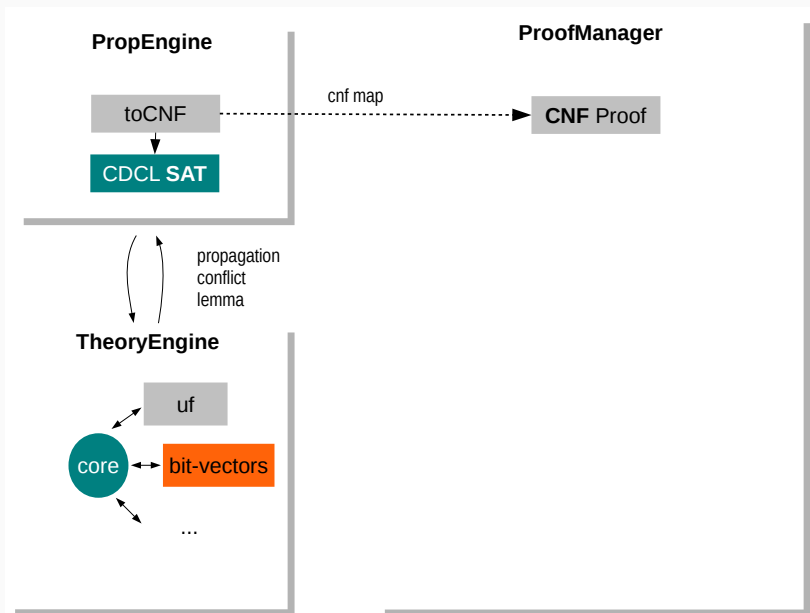 PropEngine
ProofManager
toCNF
cnf map
CNF Proof
CDCL SAT
propagation
conflict
lemma
TheoryEngine
uf
core
bit-vectors
...